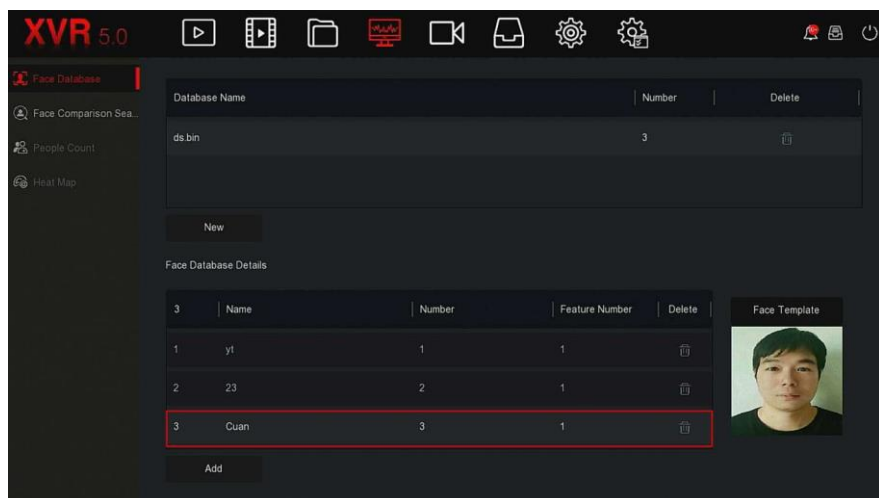 XVR 5.0
Face Database
Face Comparison Sea...
People Count
Heat Map
Database Name Number Delete
ds.bin 3
New
Face Database Details
3 Name Number Feature Number Delete
1 yt 1 1
2 23 2 1
3 Cuan 3 1
Add
Face Template